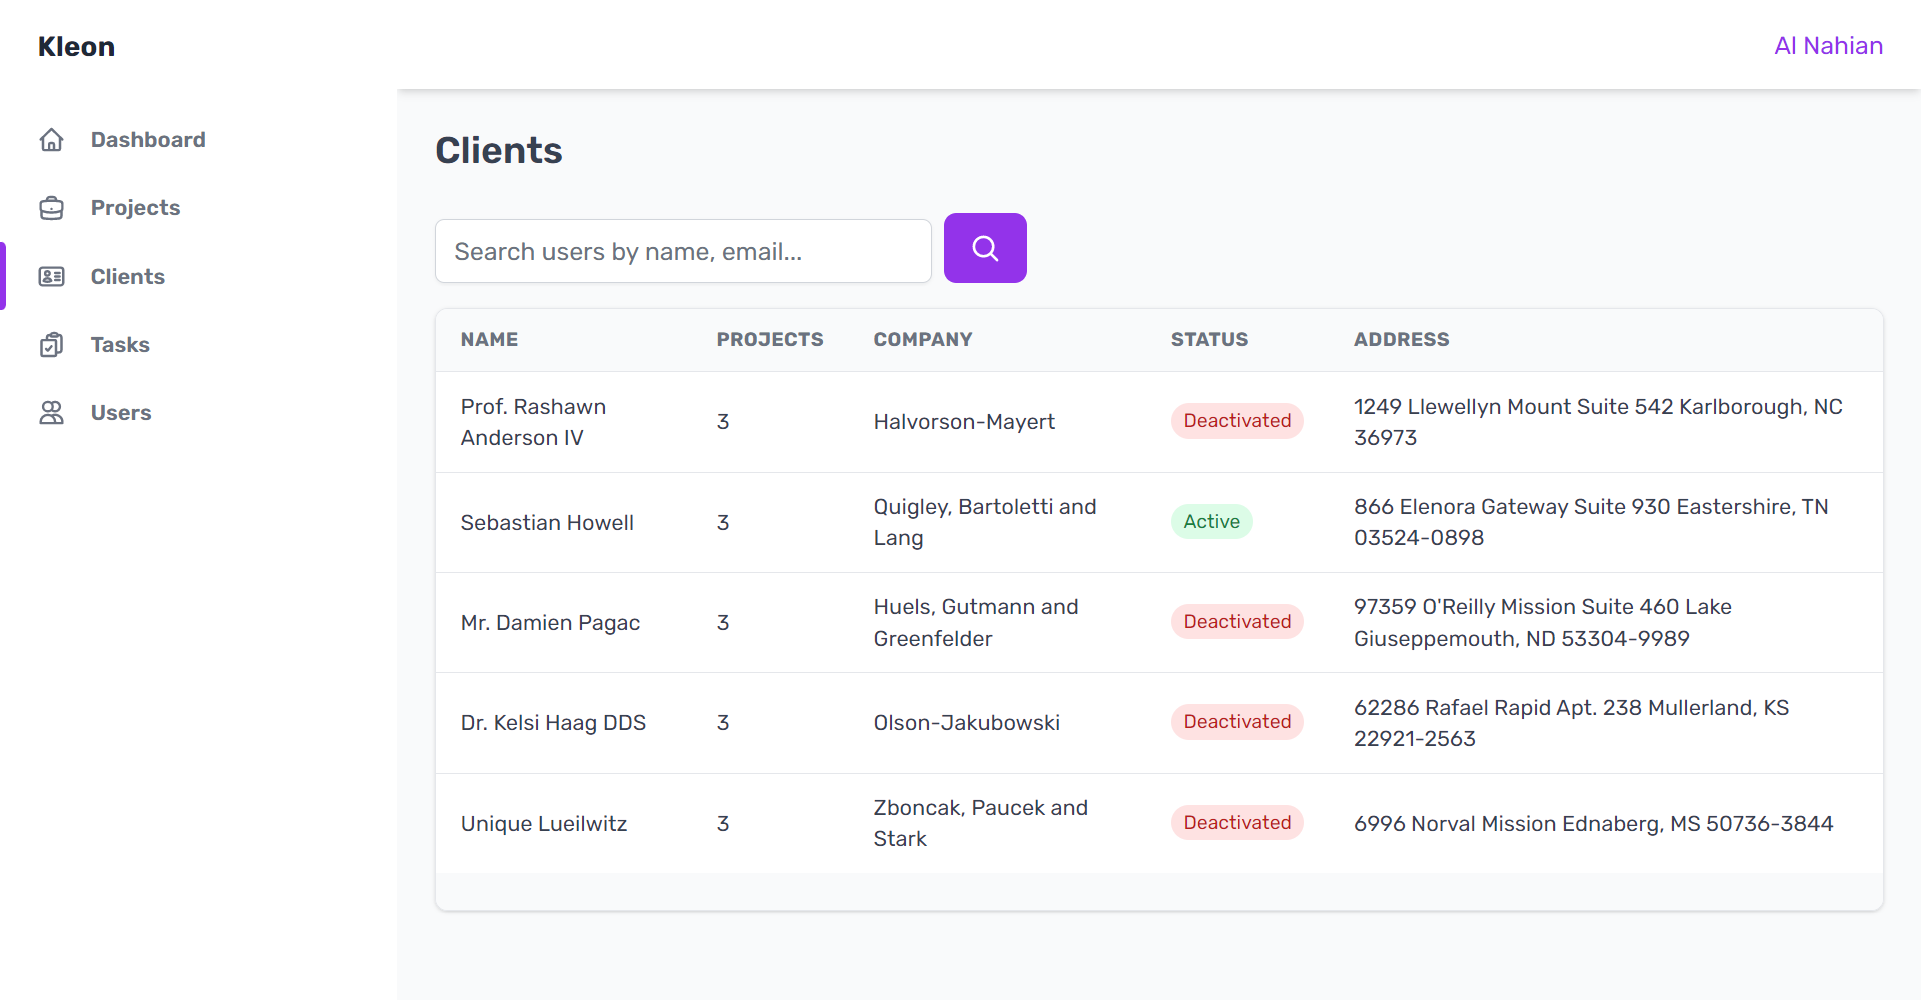 Kleon
Al Nahian
Dashboard
Projects
Clients
Tasks
Users
Clients
Search users by name, email...
NAME PROJECTS COMPANY STATUS ADDRESS
Prof. Rashawn
Anderson IV
3
Halvorson-Mayert
Deactivated
1249 Llewellyn Mount Suite 542 Karlborough, NC
36973
Sebastian Howell
3
Quigley, Bartoletti and
Lang
Active
866 Elenora Gateway Suite 930 Eastershire, TN
03524-0898
Mr. Damien Pagac
3
Huels, Gutmann and
Greenfelder
Deactivated
97359 O'Reilly Mission Suite 460 Lake
Giuseppemouth, ND 53304-9989
Dr. Kelsi Haag DDS
3
Olson-Jakubowski
Deactivated
62286 Rafael Rapid Apt. 238 Mullerland, KS
22921-2563
Unique Lueilwitz
3
Zboncak, Paucek and
Stark
Deactivated
6996 Norval Mission Ednaberg, MS 50736-3844